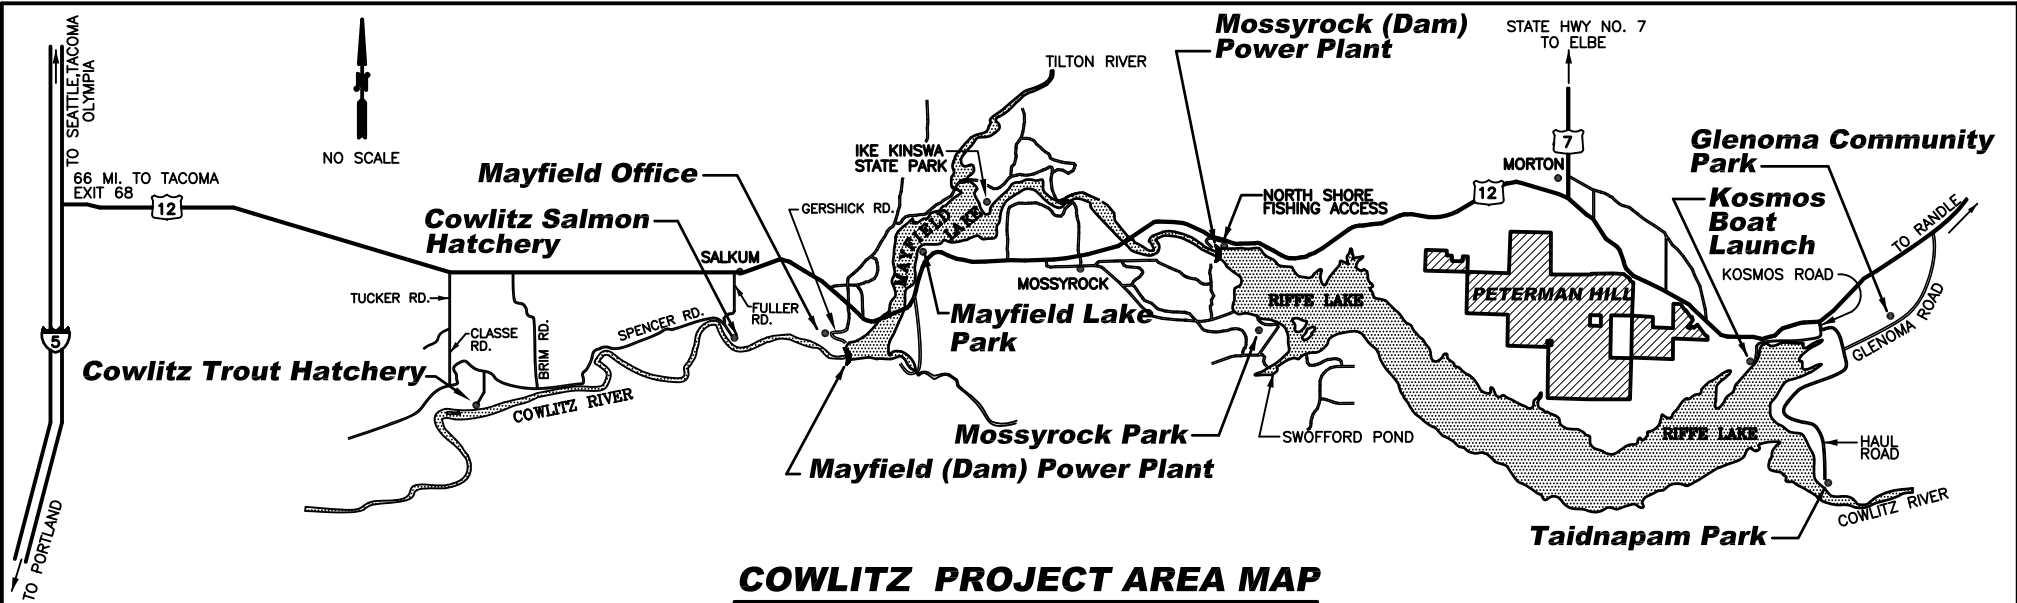 TO SEATTLE,TACOMA
OLYMPIA
N
NO SCALE
66 MI. TO TACOMA
EXIT 68
12
5
TO PORTLAND
TUCKER RD.
CLASSE
RD.
BRIM RD.
SPENCER RD.
FULLER
RD.
SALKUM
Cowlitz Trout Hatchery
COWLITZ RIVER
Cowlitz Salmon
Hatchery
Mayfield Office
GERSHICK RD.
IKE KINSWA
STATE PARK
TILTON RIVER
MAYFIELD
LAKE
Mayfield Lake
Park
MOSSYROCK
Mossyrock (Dam)
Power Plant
NORTH SHORE
FISHING ACCESS
RIFFE LAKE
Mossyrock Park
SWOFFORD POND
Mayfield (Dam) Power Plant
STATE HWY NO. 7
TO ELBE
7
MORTON
12
PETERMAN HILL
Glenoma Community
Park
Kosmos
Boat
Launch
KOSMOS ROAD
TO RANDLE
GLENOMA ROAD
RIFFE LAKE
HAUL
ROAD
COWLITZ RIVER
Taidnapam Park
COWLITZ PROJECT AREA MAP